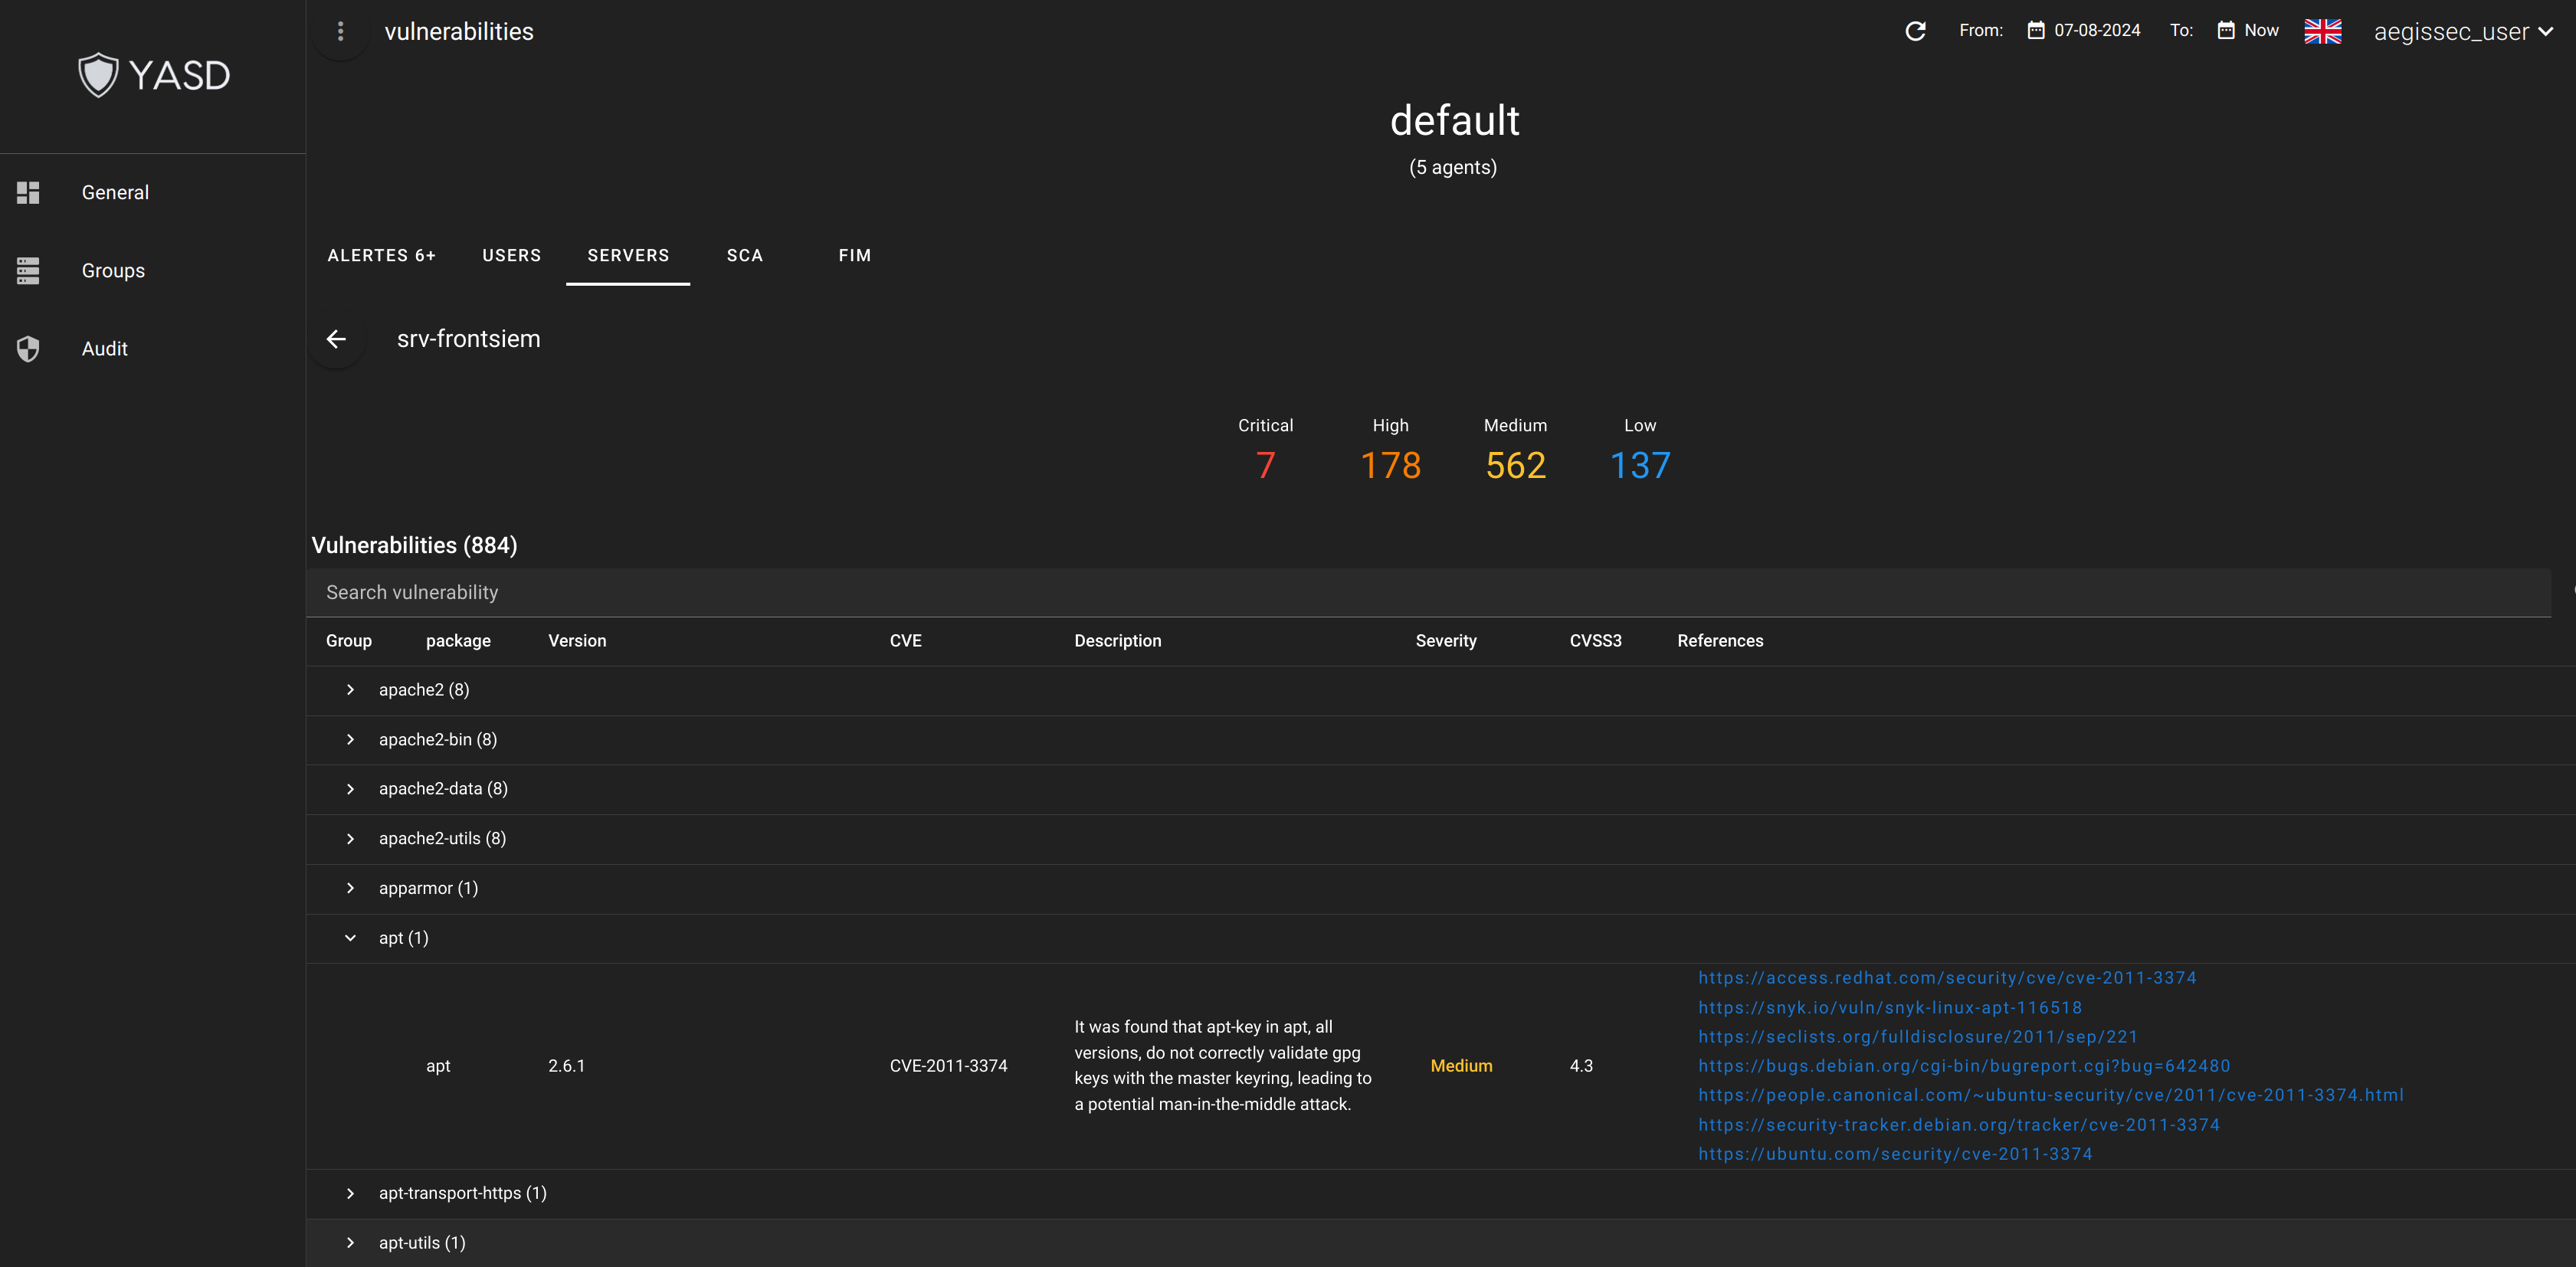 YASD
vulnerabilities
From: 07-08-2024 To: Now aegissec_user
General
Groups
Audit
default
(5 agents)
ALERTES 6+ USERS SERVERS SCA FIM
srv-frontsiem
Critical High Medium Low
7 178 562 137
Vulnerabilities (884)
Search vulnerability
Group package Version CVE Description Severity CVSS3 References
apache2 (8)
apache2-bin (8)
apache2-data (8)
apache2-utils (8)
apparmor (1)
apt (1)
apt 2.6.1 CVE-2011-3374
It was found that apt-key in apt, all
versions, do not correctly validate gpg
keys with the master keyring, leading to
a potential man-in-the-middle attack.
Medium 4.3
https://access.redhat.com/security/cve/cve-2011-3374
https://snyk.io/vuln/snyk-linux-apt-116518
https://seclists.org/fulldisclosure/2011/sep/221
https://bugs.debian.org/cgi-bin/bugreport.cgi?bug=642480
https://people.canonical.com/~ubuntu-security/cve/2011/cve-2011-3374.html
https://security-tracker.debian.org/tracker/cve-2011-3374
https://ubuntu.com/security/cve-2011-3374
apt-transport-https (1)
apt-utils (1)